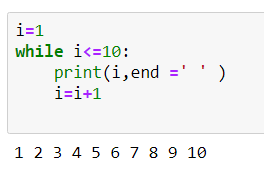 i=1
while i<=10:
    print(i,end =' ' )
    i=i+1
1 2 3 4 5 6 7 8 9 10